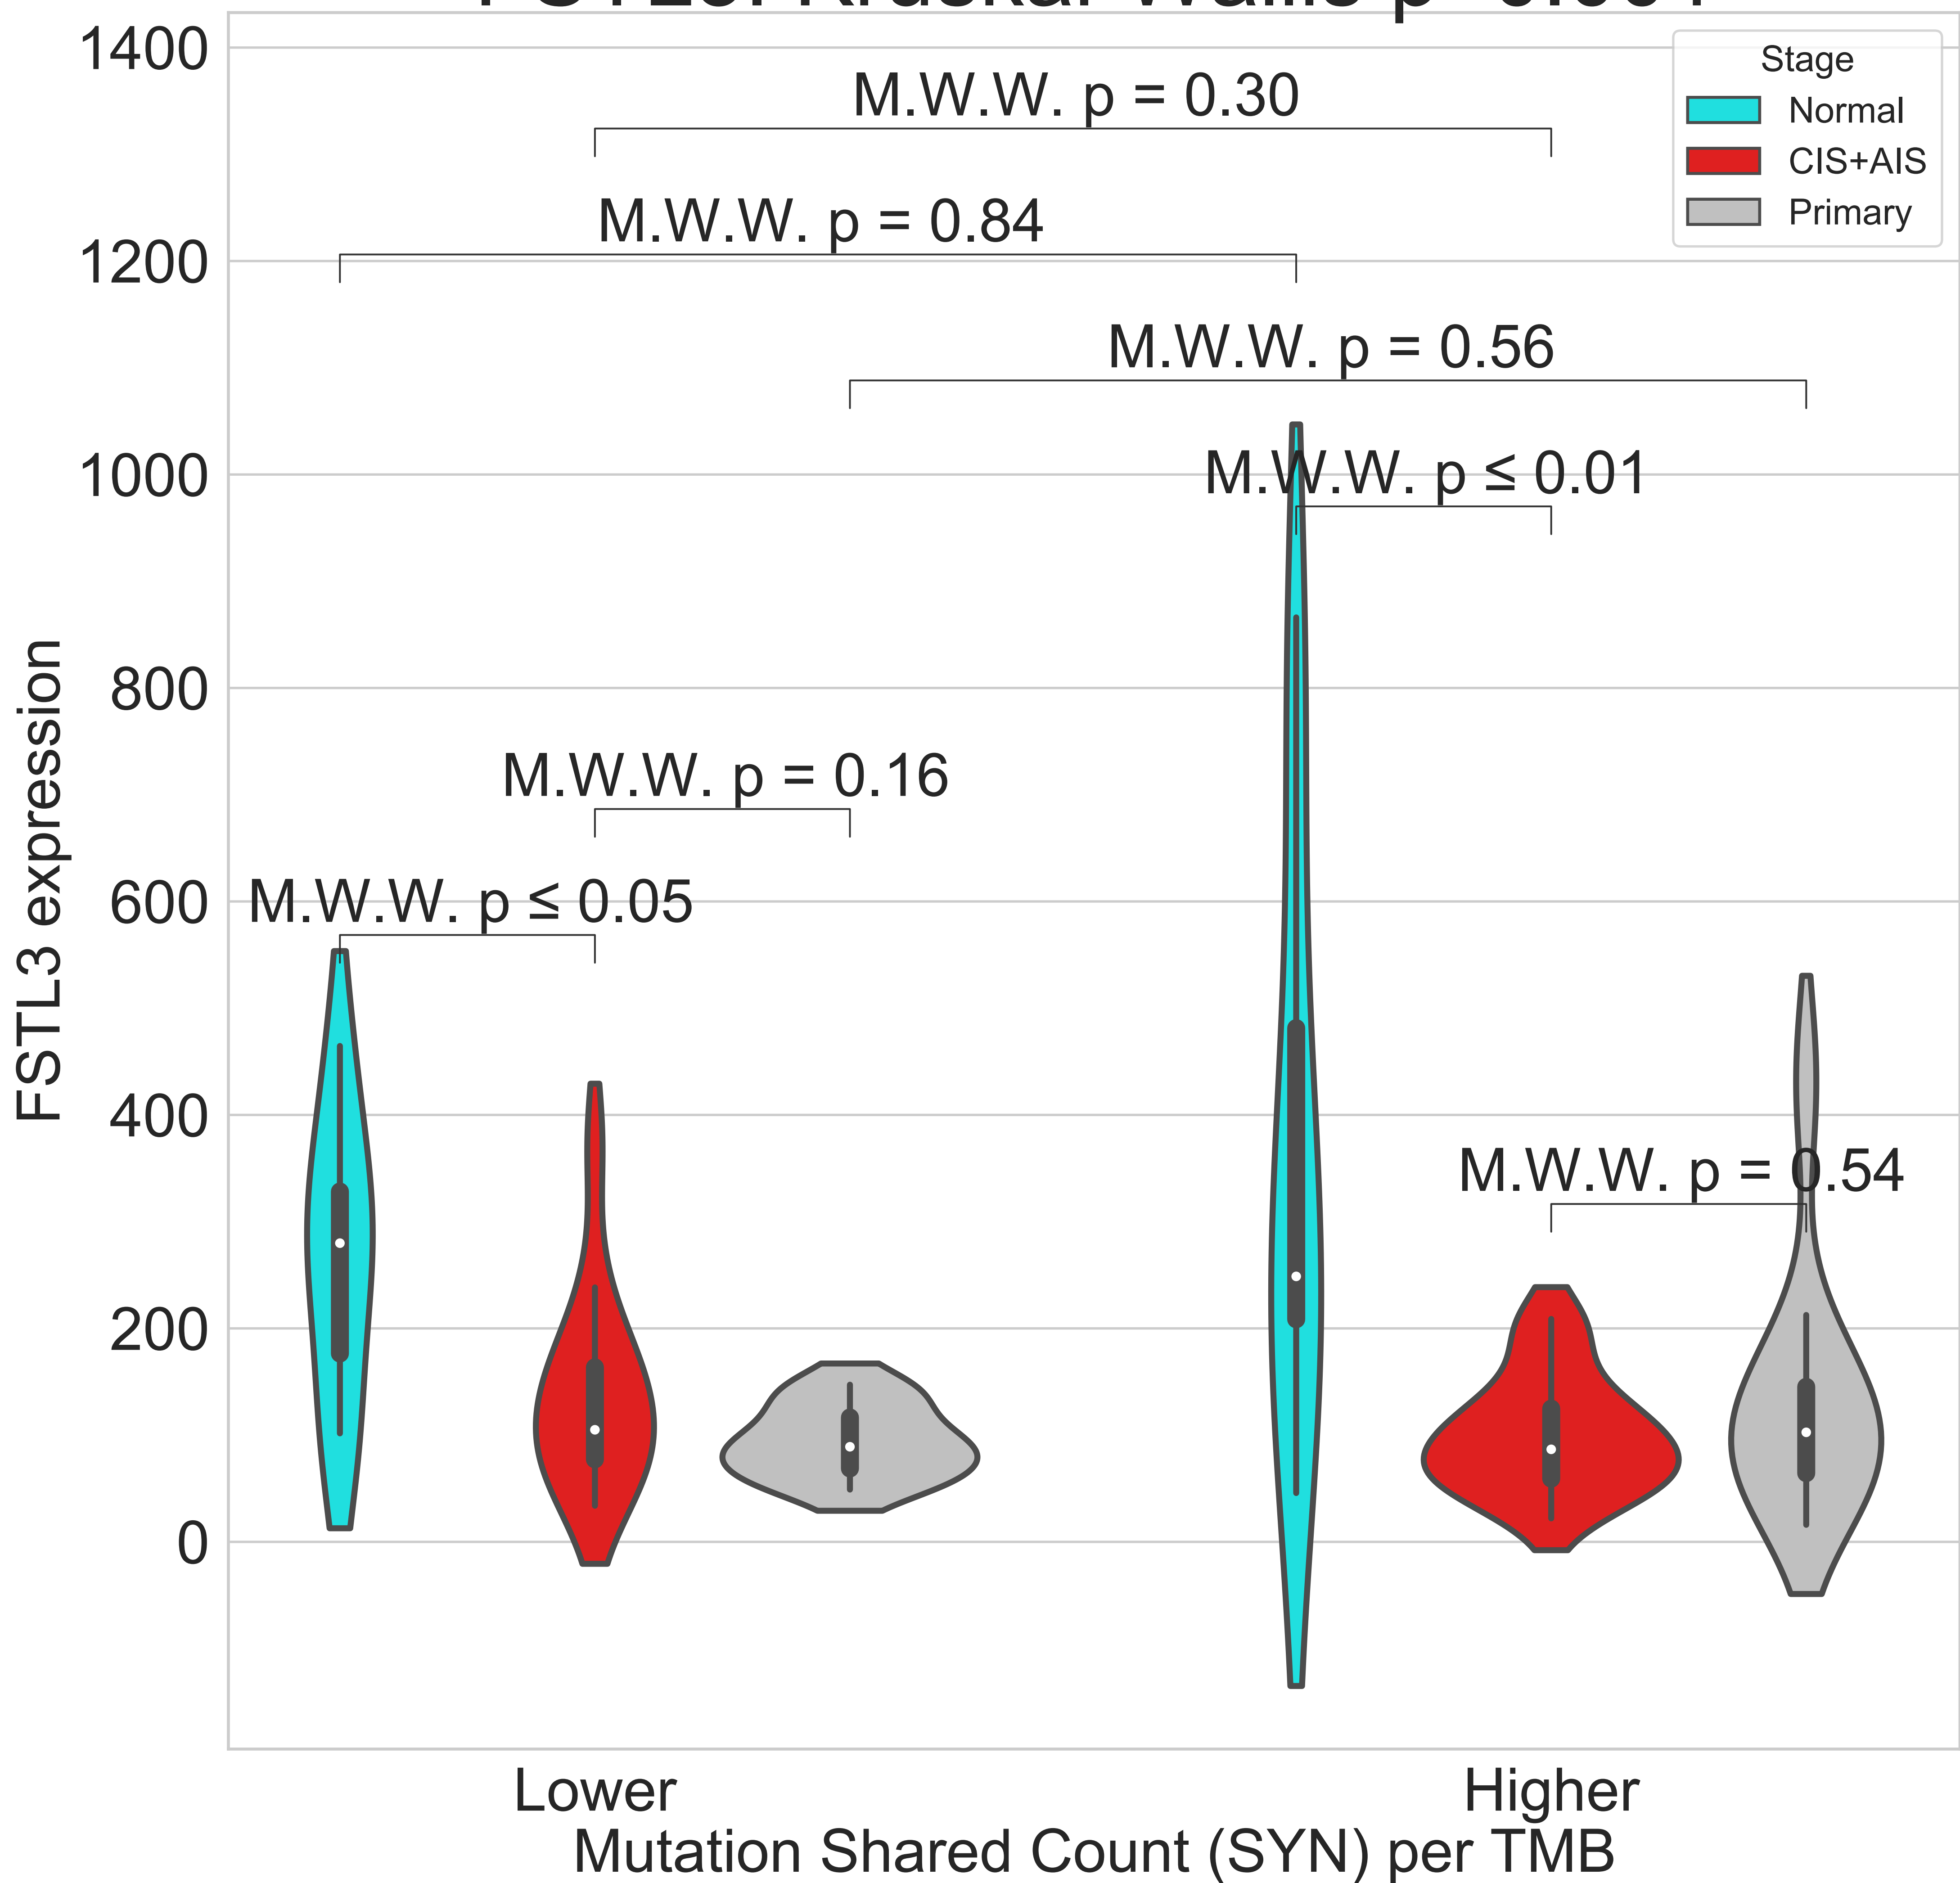 1400
1200
1000
800
600
400
200
0
FSTL3 expression
M.W.W. p = 0.30
M.W.W. p = 0.84
M.W.W. p = 0.56
M.W.W. p ≤ 0.01
M.W.W. p = 0.16
M.W.W. p ≤ 0.05
M.W.W. p = 0.54
Stage
Normal
CIS+AIS
Primary
Lower
Higher
Mutation Shared Count (SYN) per TMB